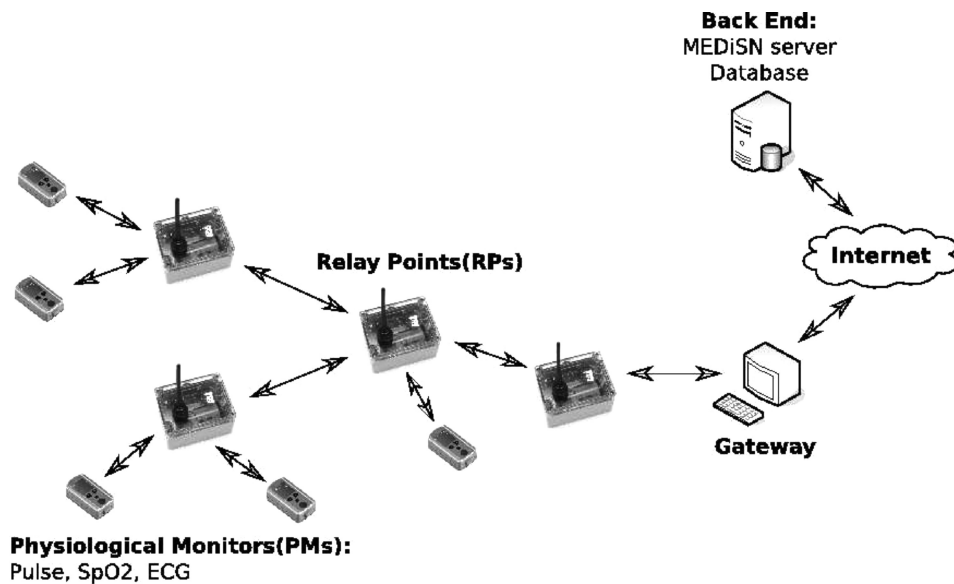 Back End:
MEDiSN server
Database
Internet
Relay Points(RPs)
Gateway
Physiological Monitors(PMs):
Pulse, SpO2, ECG